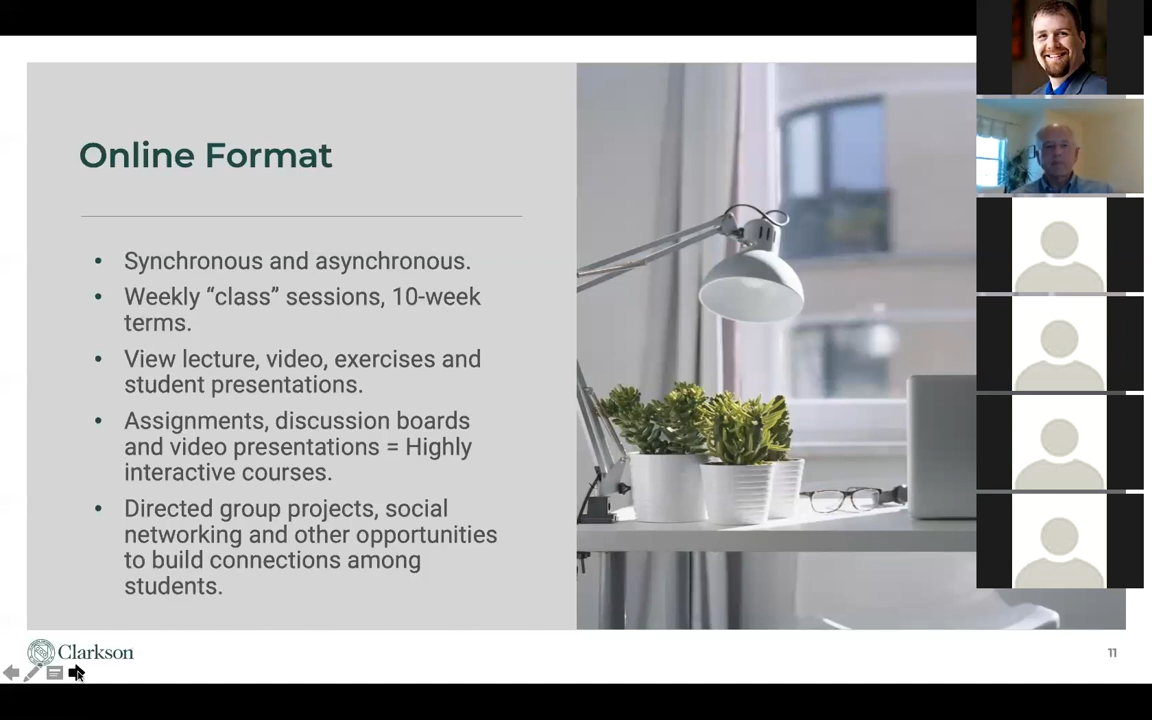 Online Format
• Synchronous and asynchronous.
• Weekly “class” sessions, 10-week
terms.
• View lecture, video, exercises and
student presentations.
• Assignments, discussion boards
and video presentations = Highly
interactive courses.
• Directed group projects, social
networking and other opportunities
to build connections among
students.
Clarkson
11